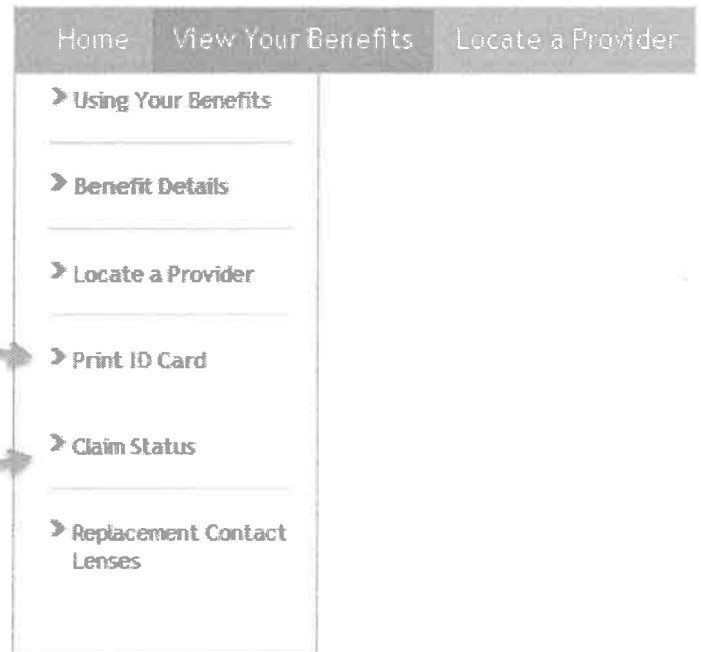 Home View Your Benefits Locate a Provider
Using Your Benefits
Benefit Details
Locate a Provider
Print ID Card
Claim Status
Replacement Contact
Lenses